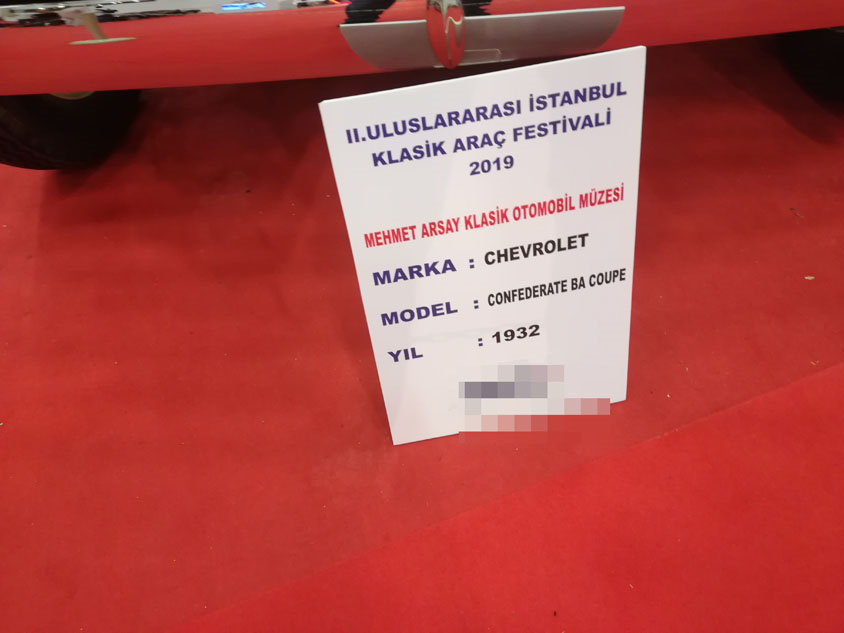 II.ULUSLARARASI İSTANBUL
KLASİK ARAÇ FESTİVALİ
2019
MEHMET ARSAY KLASİK OTOMOBİL MÜZESİ
MARKA : CHEVROLET
MODEL : CONFEDERATE BA COUPE
YIL : 1932